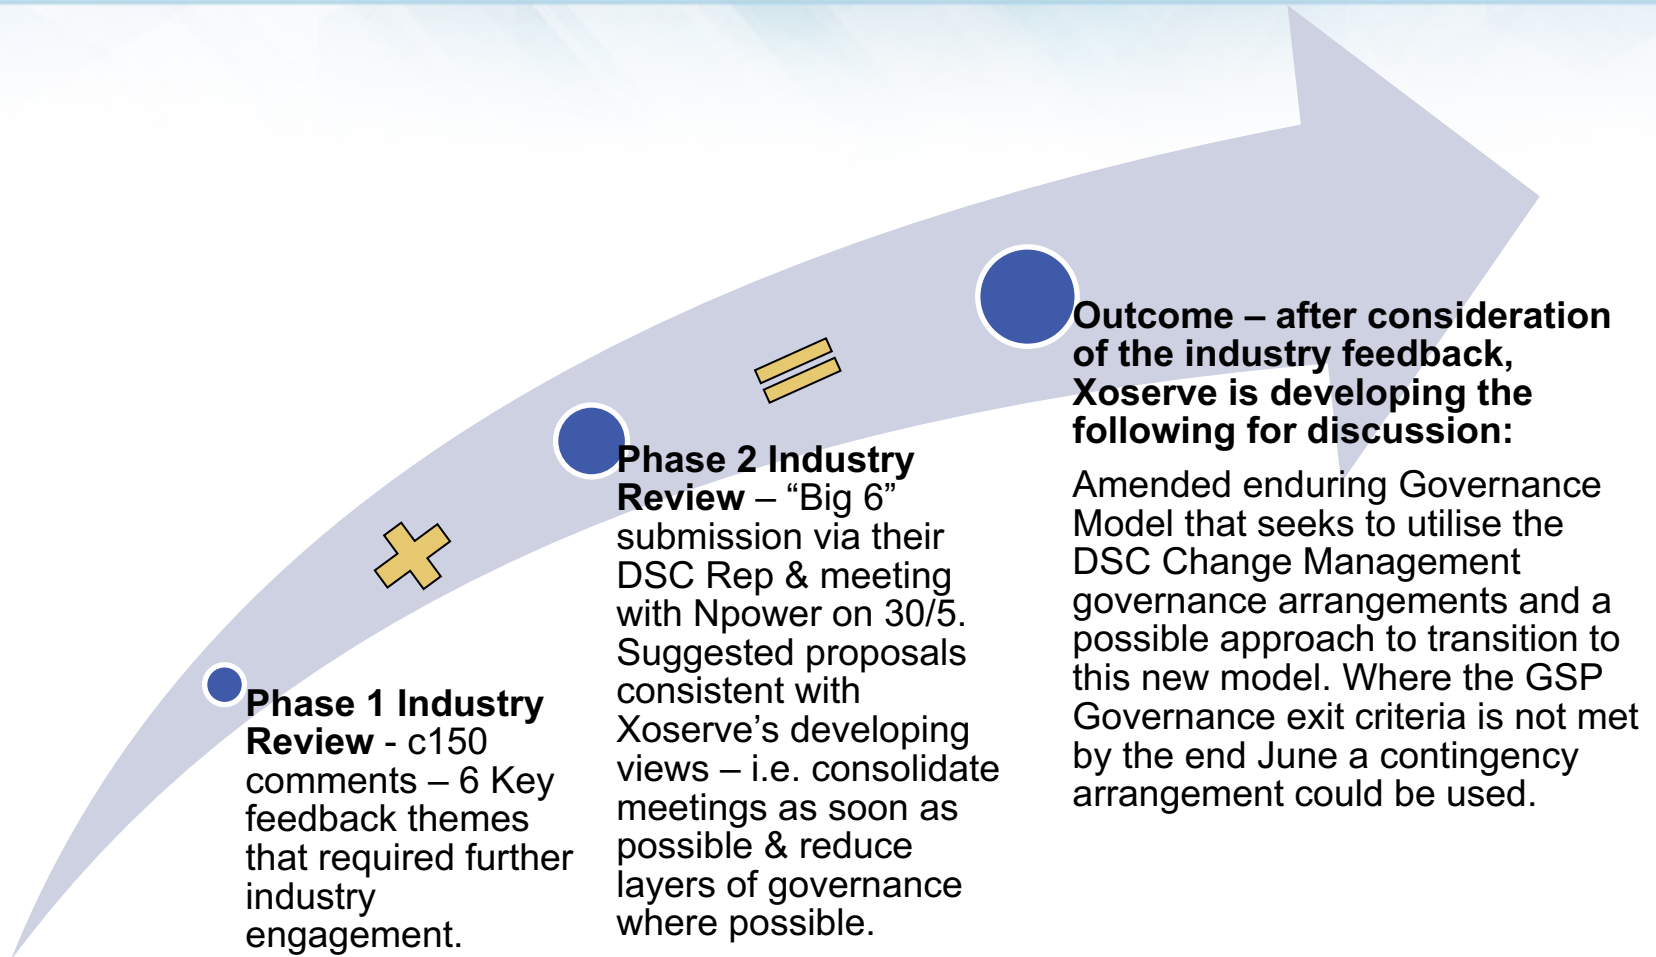 Phase 1 Industry
Review - c150
comments – 6 Key
feedback themes
that required further
industry
engagement.
Phase 2 Industry
Review – “Big 6”
submission via their
DSC Rep & meeting
with Npower on 30/5.
Suggested proposals
consistent with
Xoserve’s developing
views – i.e. consolidate
meetings as soon as
possible & reduce
layers of governance
where possible.
Outcome – after consideration
of the industry feedback,
Xoserve is developing the
following for discussion:
Amended enduring Governance
Model that seeks to utilise the
DSC Change Management
governance arrangements and a
possible approach to transition to
this new model. Where the GSP
Governance exit criteria is not met
by the end June a contingency
arrangement could be used.